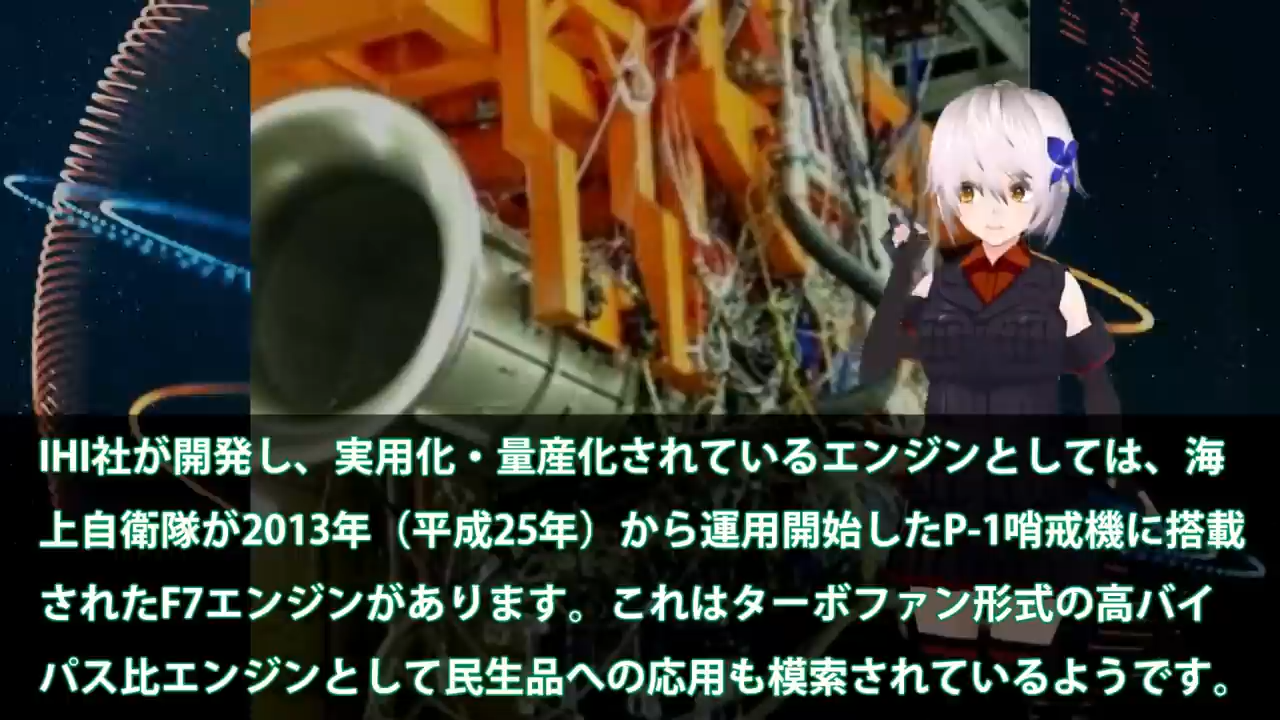 IHI社が開発し、実用化・量産化されているエンジンとしては、海
上自衛隊が2013年（平成25年）から運用開始したP-1哨戒機に搭載
されたF7エンジンがあります。これはターボファン形式の高バイ
パス比エンジンとして民生品への応用も模索されているようです。